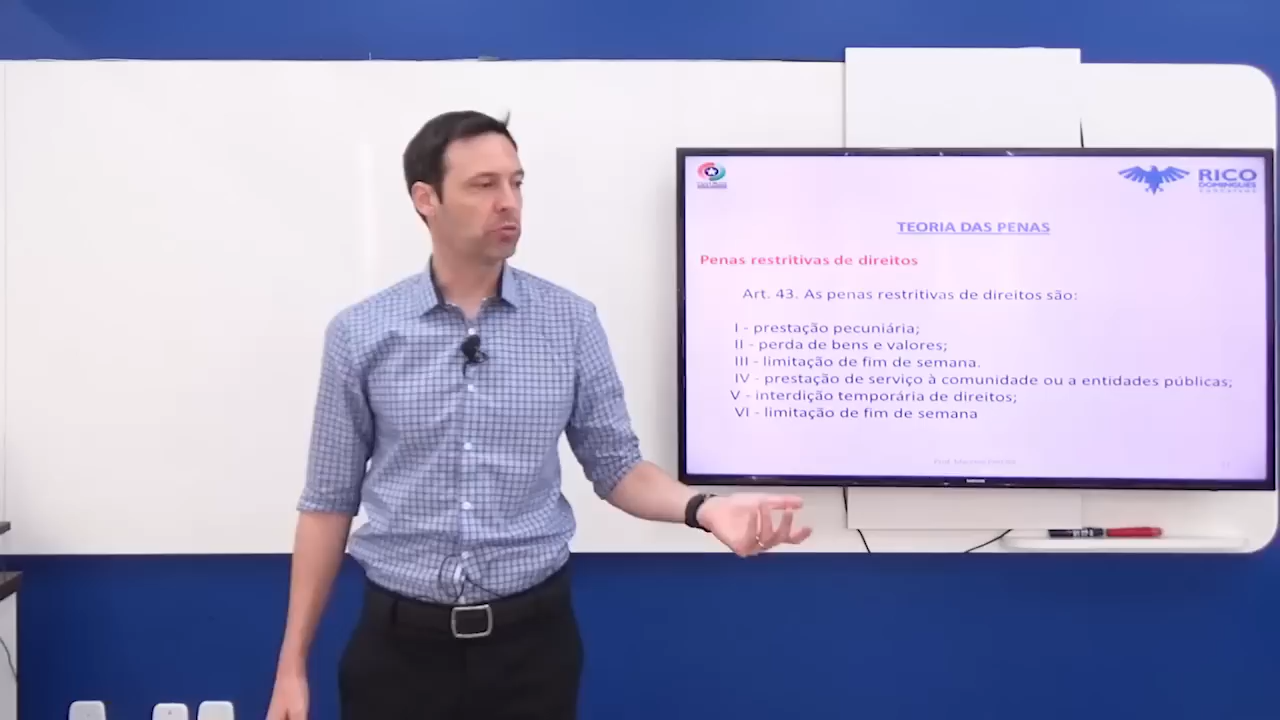 RICO
DOMINGUES
TEORIA DAS PENAS
Penas restritivas de direitos
Art. 43. As penas restritivas de direitos são:
I - prestação pecuniária;
II - perda de bens e valores;
III - limitação de fim de semana.
IV - prestação de serviço à comunidade ou a entidades públicas;
V - interdição temporária de direitos;
VI - limitação de fim de semana